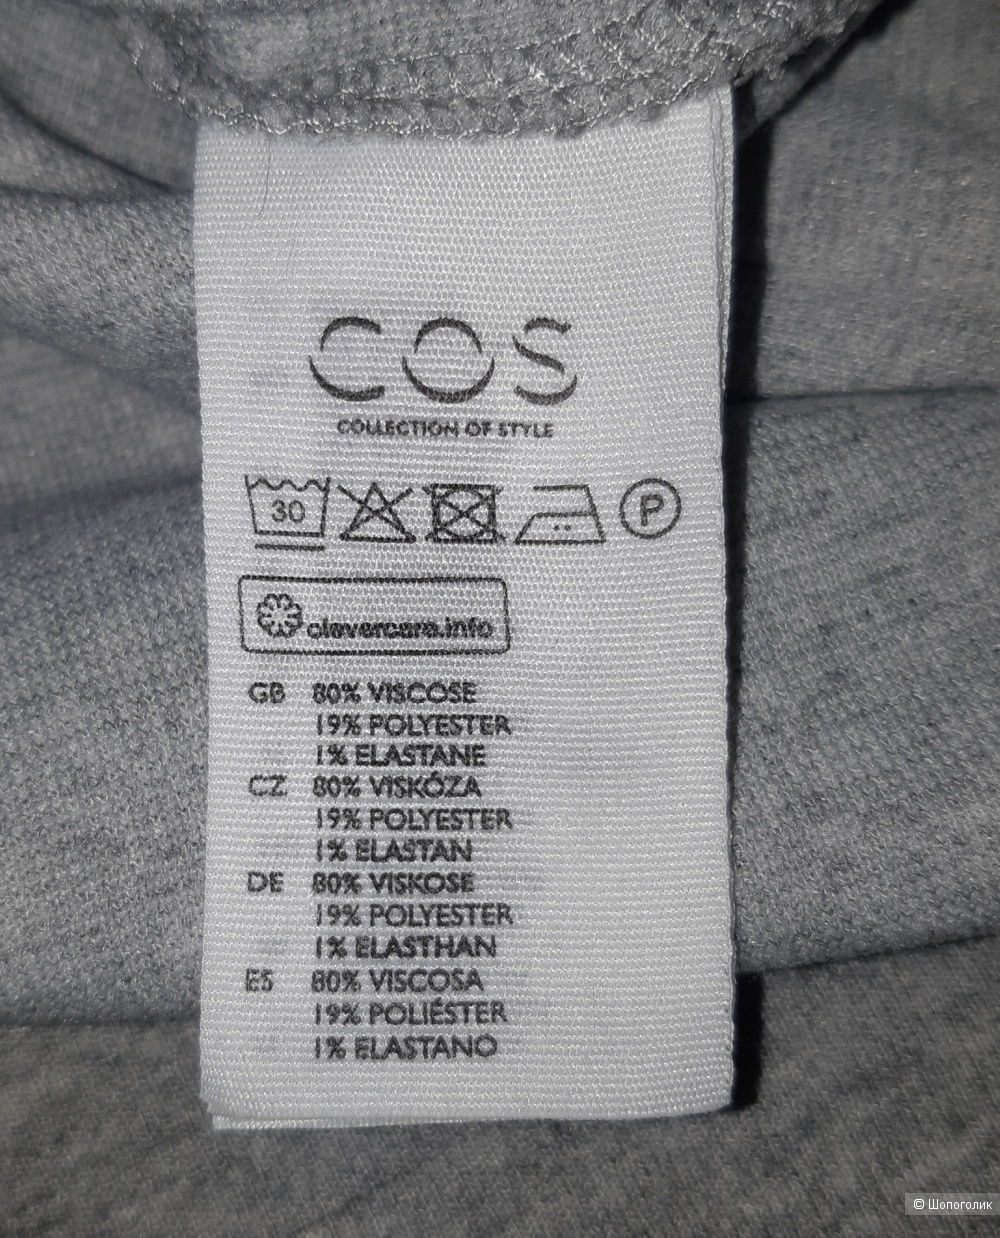 COS
COLLECTION OF STYLE
30 P
clevercare.info
GB 80% VISCOSE
19% POLYESTER
1% ELASTANE
CZ 80% VISKÓZA
19% POLYESTER
1% ELASTAN
DE 80% VISKOSE
19% POLYESTER
1% ELASTHAN
ES 80% VISCOSA
19% POLIÉSTER
1% ELASTANO
© Шопоголик